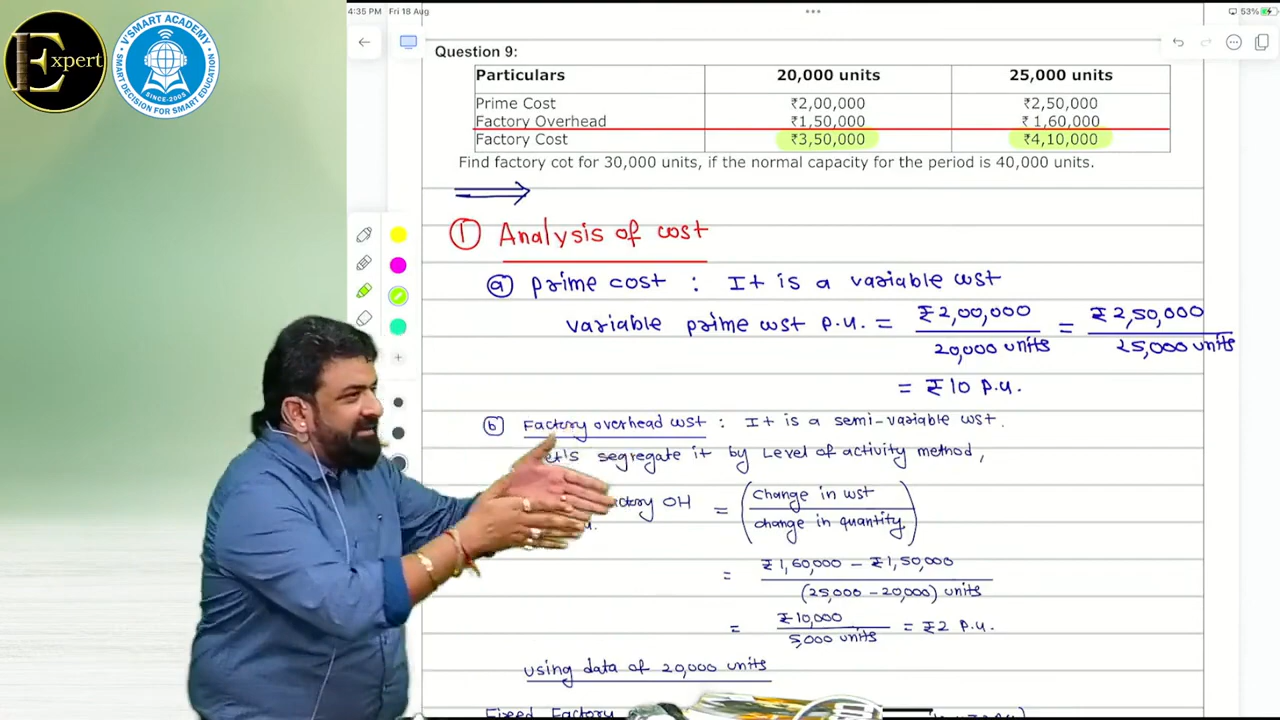 4:35 PM Fri 18 Aug
53%
Expert
V'SMART ACADEMY
SINCE-2005
SMART DECISION FOR SMART EDUCATION
Question 9:
Particulars 20,000 units 25,000 units
Prime Cost ₹2,00,000 ₹2,50,000
Factory Overhead ₹1,50,000 ₹ 1,60,000
Factory Cost ₹3,50,000 ₹4,10,000
Find factory cot for 30,000 units, if the normal capacity for the period is 40,000 units.
① Analysis of cost
ⓐ prime cost : It is a variable cost
variable prime cost p.u. = ₹2,00,000 / 20,000 units = ₹2,50,000 / 25,000 units
= ₹10 p.u.
ⓑ Factory overhead cost : It is a semi-variable cost.
segregate it by Level of activity method,
OH = (change in cost / change in quantity)
= ₹1,60,000 – ₹1,50,000 / (25,000 – 20,000) units
= ₹10,000 / 5,000 units = ₹2 p.u.
using data of 20,000 units
Fixed Factory